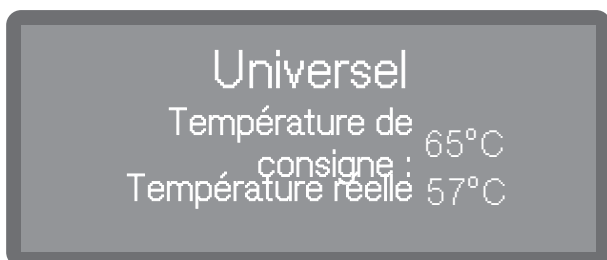 Universel
Température de
consigne : 65°C
Température réelle 57°C